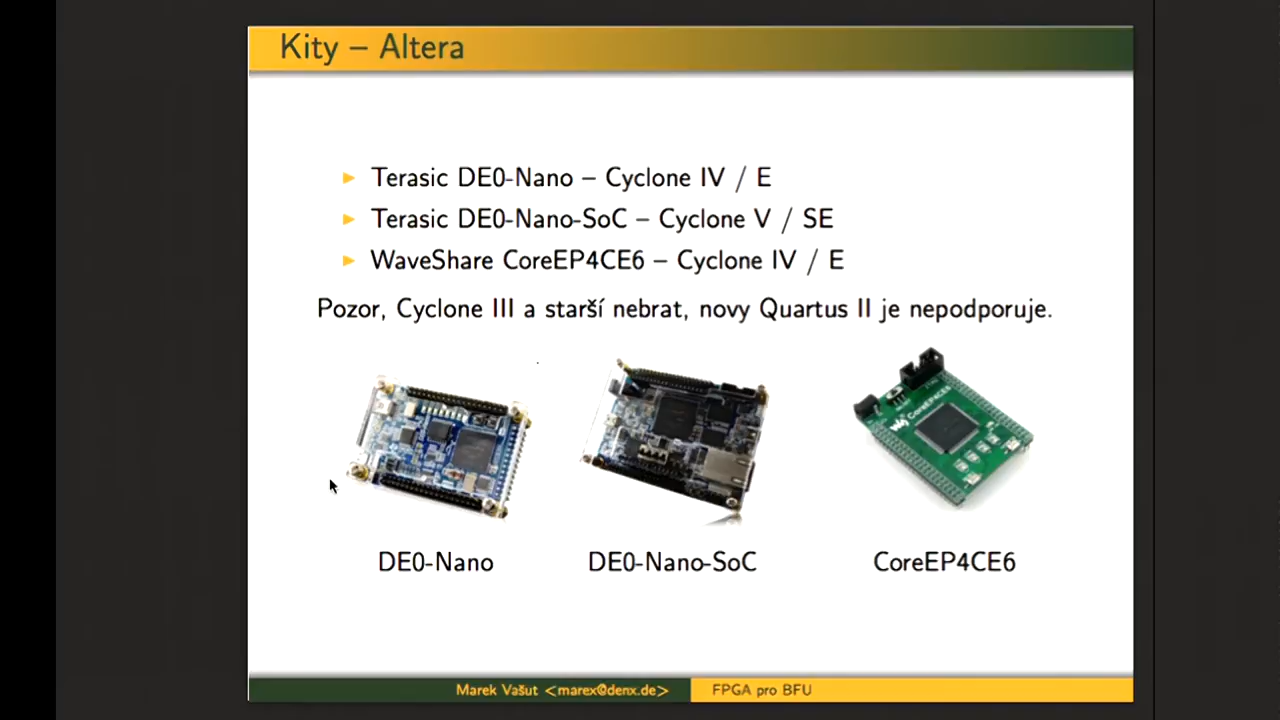 Kity – Altera
Terasic DE0-Nano – Cyclone IV / E
Terasic DE0-Nano-SoC – Cyclone V / SE
WaveShare CoreEP4CE6 – Cyclone IV / E
Pozor, Cyclone III a starší nebrat, novy Quartus II je nepodporuje.
CoreEP4CE6
DE0-Nano
DE0-Nano-SoC
CoreEP4CE6
Marek Vašut <marex@denx.de>
FPGA pro BFU